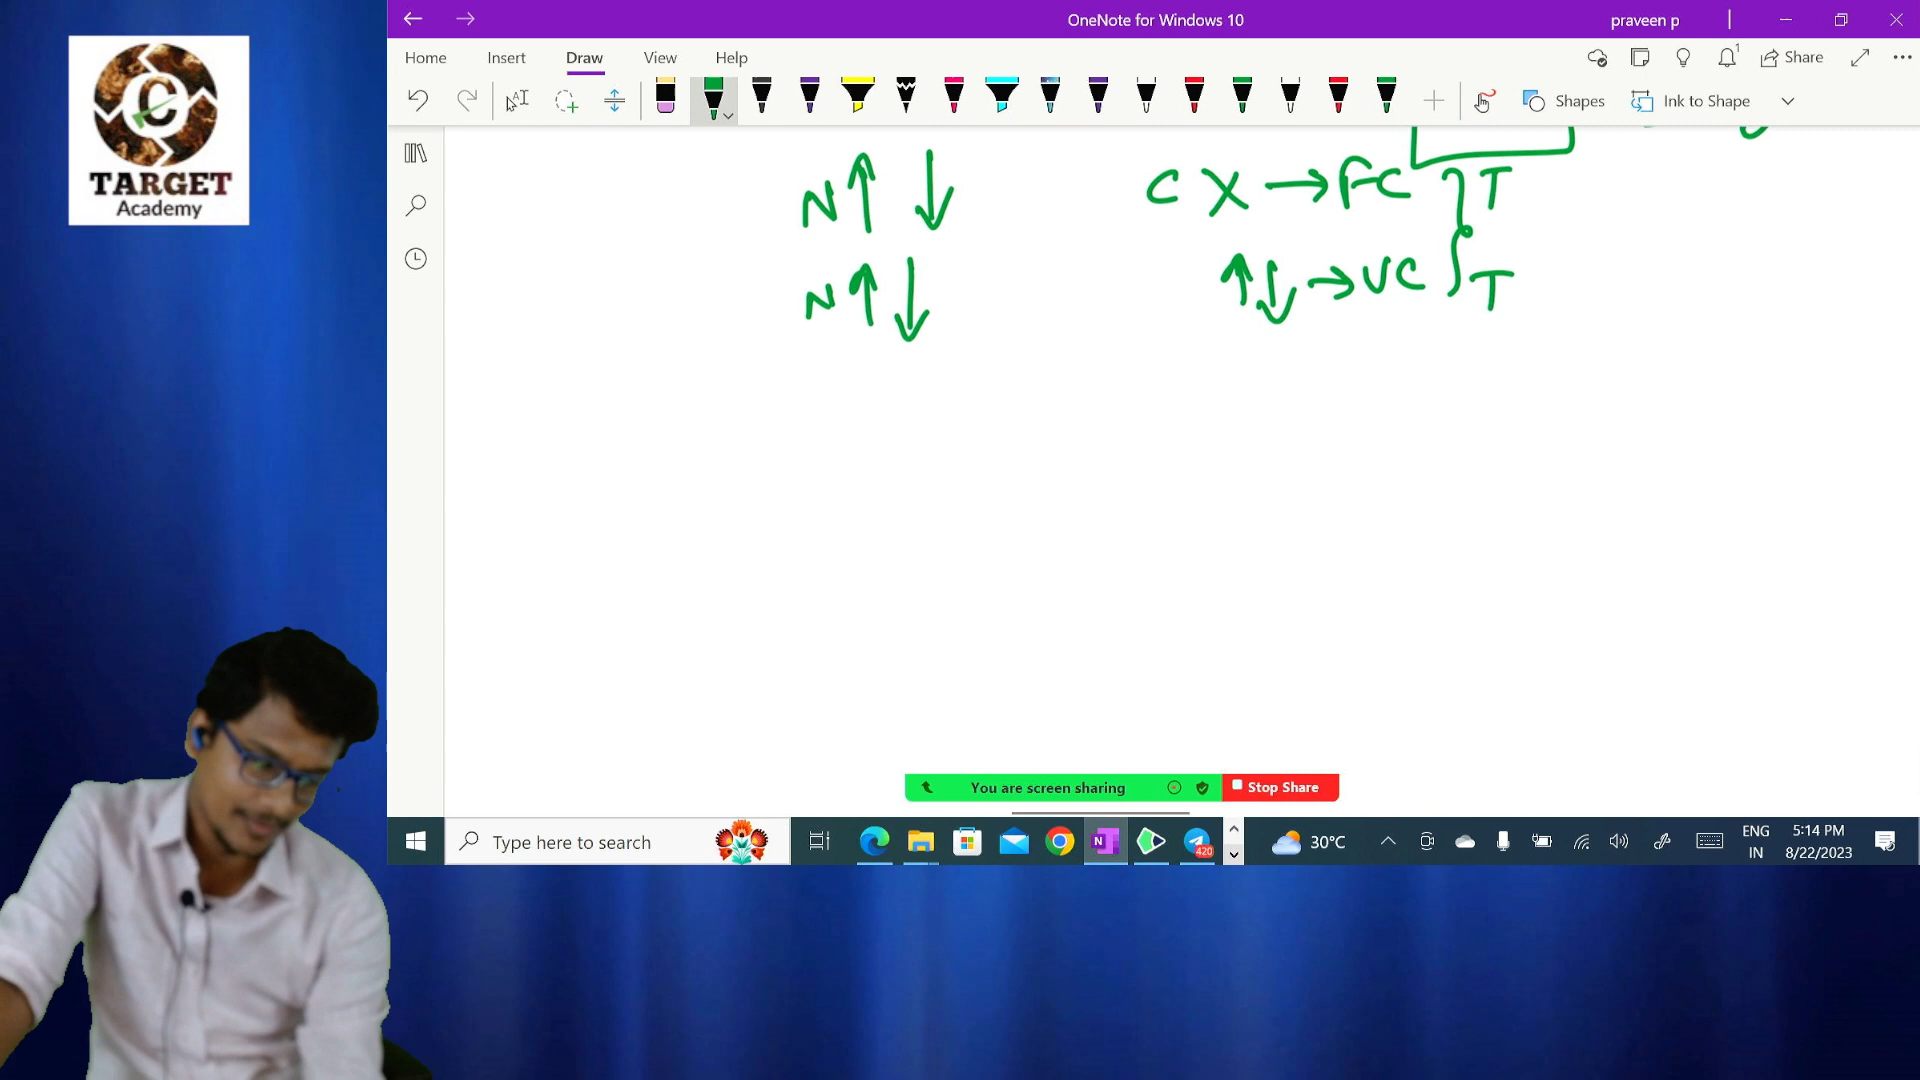 OneNote for Windows 10
praveen p
Home Insert Draw View Help
1
Share
Shapes
Ink to Shape
C
TARGET
Academy
N↑ ↓
C X → FC T
N↑ ↓
↑↓ → VC T
You are screen sharing
Stop Share
Type here to search
N
420
30°C
ENG
IN
5:14 PM
8/22/2023